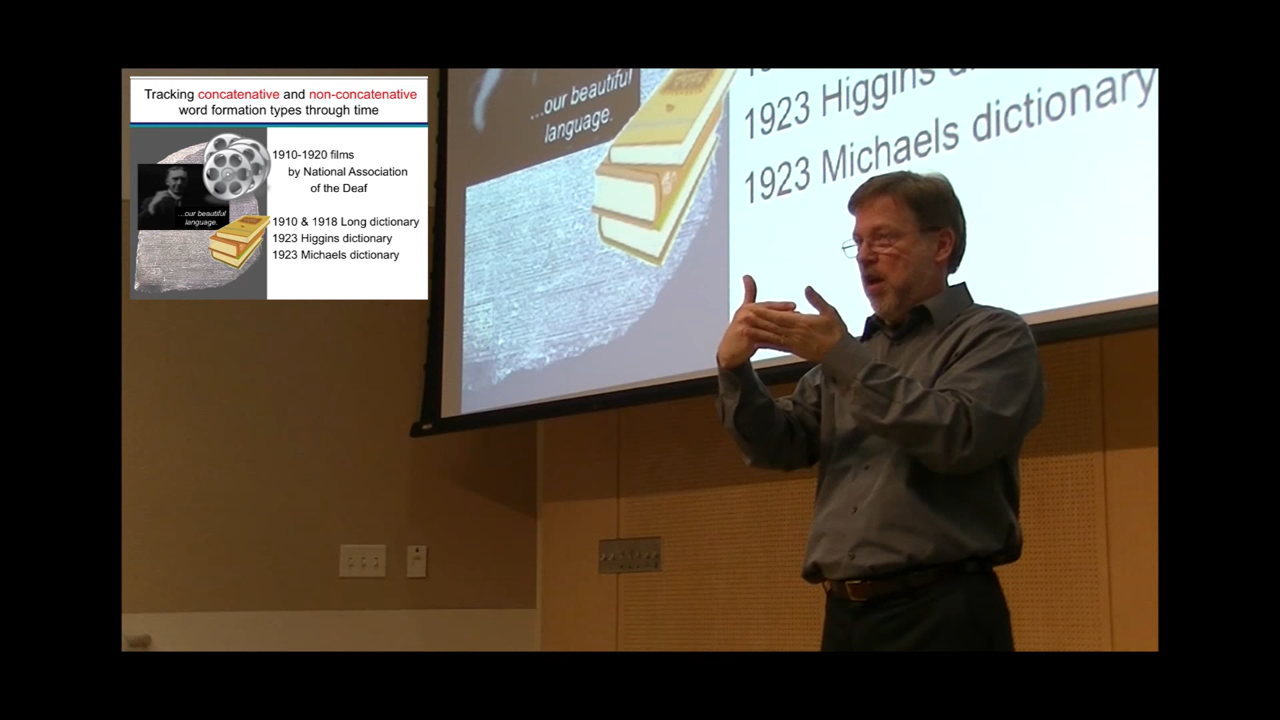 Tracking concatenative and non-concatenative
word formation types through time
1910-1920 films
by National Association
of the Deaf
...our beautiful
language.
1910 & 1918 Long dictionary
1923 Higgins dictionary
1923 Michaels dictionary
...our beautiful
language.
1923 Higgins
1923 Michaels dictionary